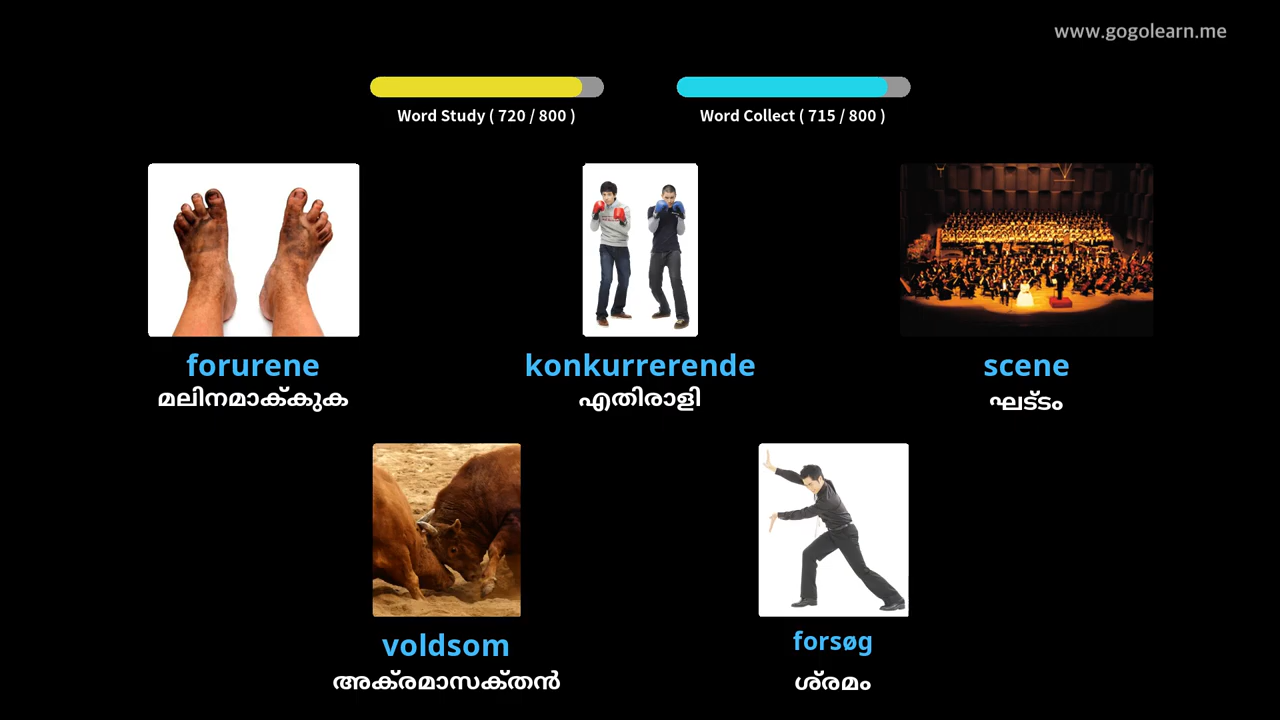 www.gogolearn.me
Word Study ( 720 / 800 )
Word Collect ( 715 / 800 )
forurene
konkurrerende
scene
മലിനമാക്കുക
എതിരാളി
ഘട്ടം
voldsom
forsøg
അക്രമാസക്തൻ
ശ്രമം